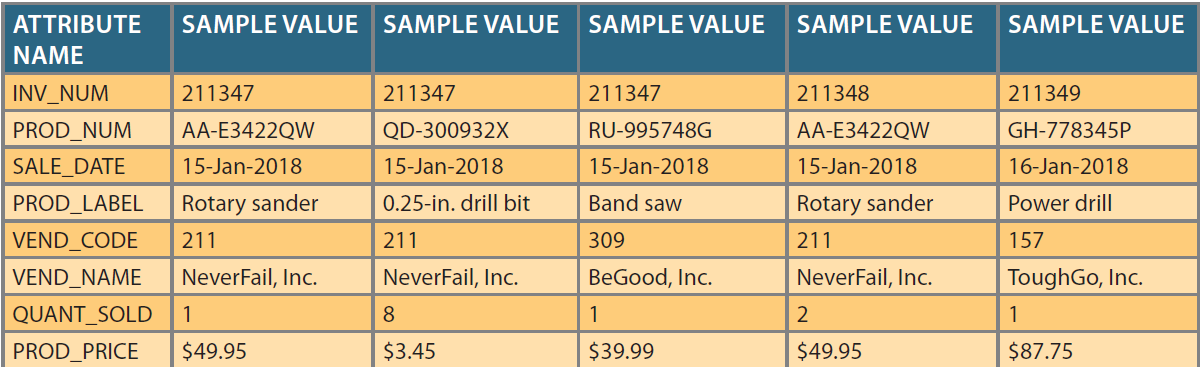 ATTRIBUTE NAME SAMPLE VALUE SAMPLE VALUE SAMPLE VALUE SAMPLE VALUE SAMPLE VALUE
INV_NUM 211347 211347 211347 211348 211349
PROD_NUM AA-E3422QW QD-300932X RU-995748G AA-E3422QW GH-778345P
SALE_DATE 15-Jan-2018 15-Jan-2018 15-Jan-2018 15-Jan-2018 16-Jan-2018
PROD_LABEL Rotary sander 0.25-in. drill bit Band saw Rotary sander Power drill
VEND_CODE 211 211 309 211 157
VEND_NAME NeverFail, Inc. NeverFail, Inc. BeGood, Inc. NeverFail, Inc. ToughGo, Inc.
QUANT_SOLD 1 8 1 2 1
PROD_PRICE $49.95 $3.45 $39.99 $49.95 $87.75